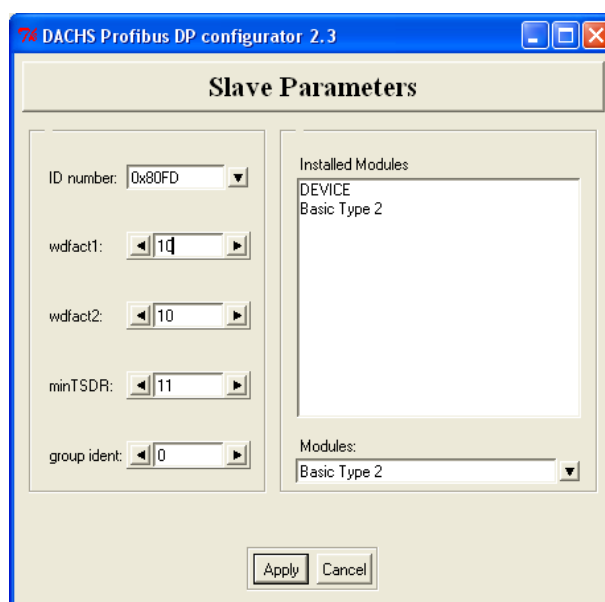 DACHS Profibus DP configurator 2.3
Slave Parameters
ID number: 0x80FD
wdfact1: 10
wdfact2: 10
minTSDR: 11
group ident: 0
Installed Modules
DEVICE
Basic Type 2
Modules:
Basic Type 2
Apply Cancel